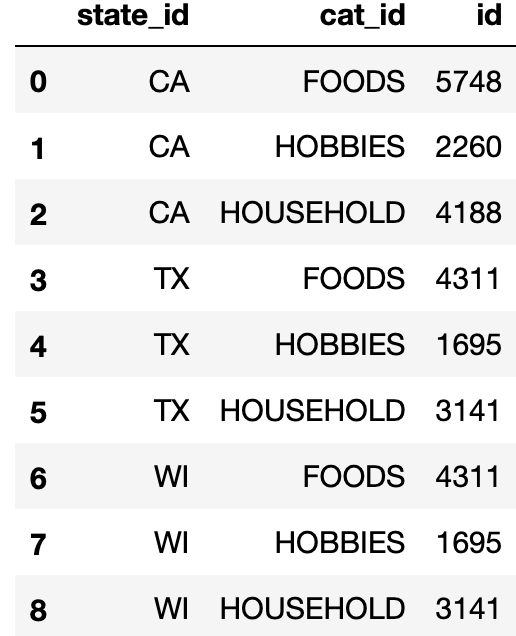 state_id cat_id id
0 CA FOODS 5748
1 CA HOBBIES 2260
2 CA HOUSEHOLD 4188
3 TX FOODS 4311
4 TX HOBBIES 1695
5 TX HOUSEHOLD 3141
6 WI FOODS 4311
7 WI HOBBIES 1695
8 WI HOUSEHOLD 3141